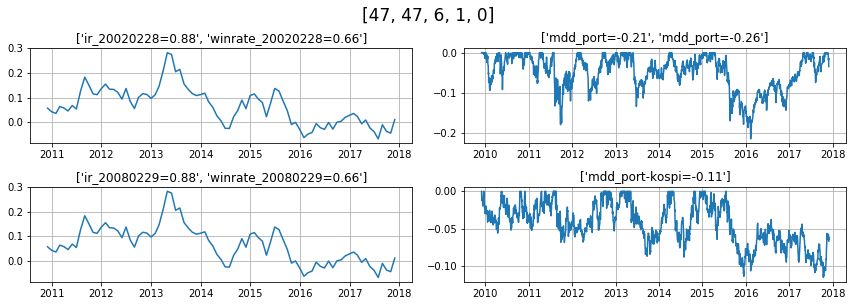 [47, 47, 6, 1, 0]
['ir_20020228=0.88', 'winrate_20020228=0.66']
0.3
0.2
0.1
0.0
2011 2012 2013 2014 2015 2016 2017 2018
['mdd_port=-0.21', 'mdd_port=-0.26']
0.0
−0.1
−0.2
2010 2011 2012 2013 2014 2015 2016 2017 2018
['ir_20080229=0.88', 'winrate_20080229=0.66']
0.3
0.2
0.1
0.0
2011 2012 2013 2014 2015 2016 2017 2018
['mdd_port-kospi=-0.11']
0.00
−0.05
−0.10
2010 2011 2012 2013 2014 2015 2016 2017 2018